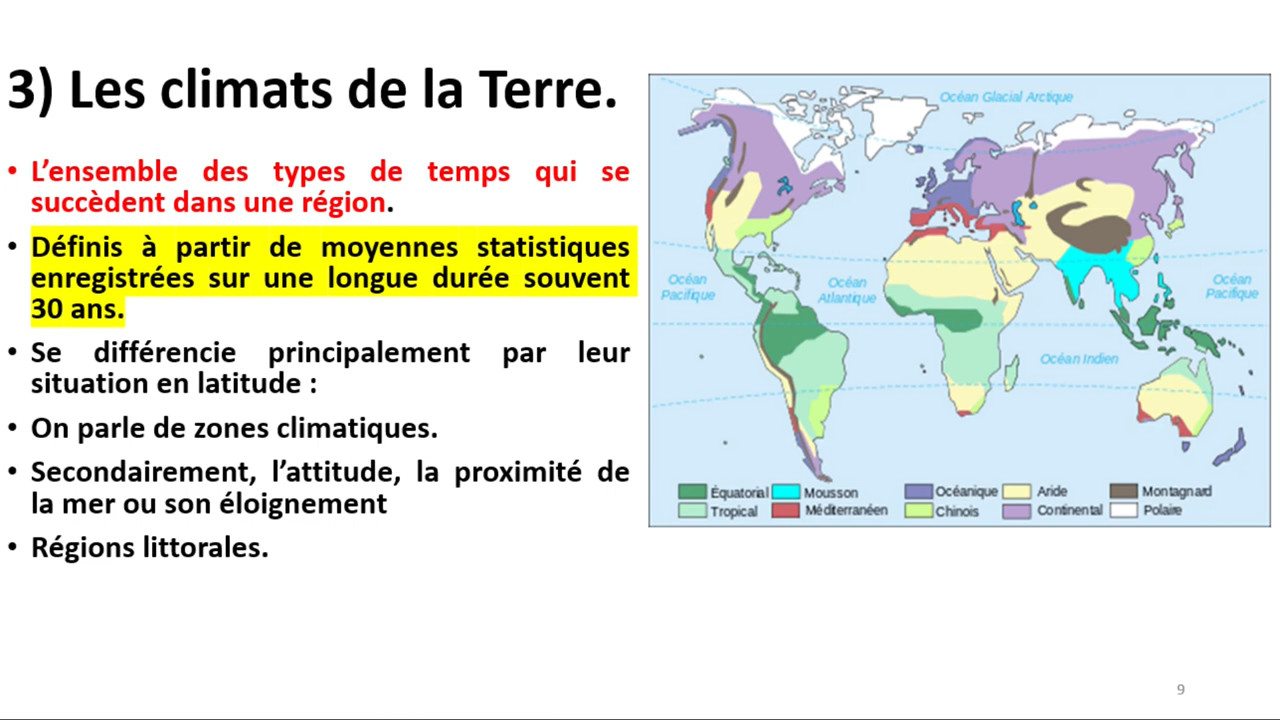 3) Les climats de la Terre.
• L’ensemble des types de temps qui se
succèdent dans une région.
• Définis à partir de moyennes statistiques
enregistrées sur une longue durée souvent
30 ans.
• Se différencie principalement par leur
situation en latitude :
• On parle de zones climatiques.
• Secondairement, l’attitude, la proximité de
la mer ou son éloignement
• Régions littorales.
Océan Glacial Arctique
Océan
Pacifique
Océan
Atlantique
Océan
Pacifique
Océan Indien
Équatorial Mousson Océanique Aride Montagnard
Tropical Méditerranéen Chinois Continental Polaire
9